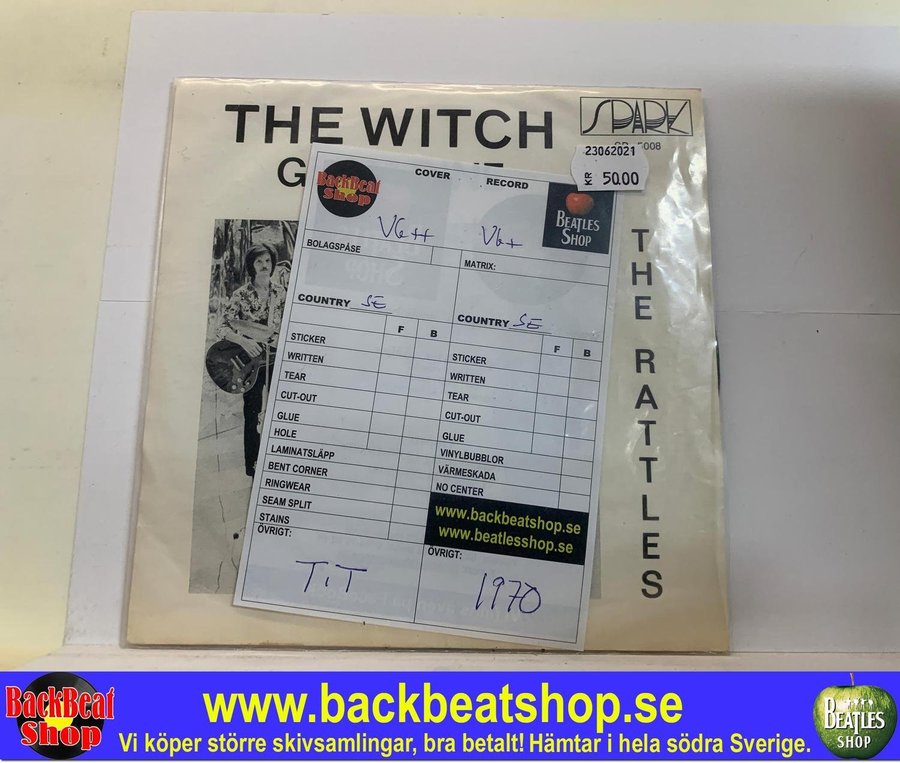 THE WITCH
SPARK
23062021
KR 50.00
THE RATTLES
BackBeat
Shop
COVER
RECORD
BEATLES
SHOP
VG++
VG+
BOLAGSPÅSE
MATRIX:
COUNTRY SE
COUNTRY SE
F B
F B
STICKER
WRITTEN
TEAR
CUT-OUT
GLUE
HOLE
LAMINATSLÄPP
BENT CORNER
RINGWEAR
SEAM SPLIT
STAINS
ÖVRIGT:
TiT
STICKER
WRITTEN
TEAR
CUT-OUT
GLUE
VINYLBUBBLOR
VÄRMESKADA
NO CENTER
www.backbeatshop.se
www.beatlesshop.se
ÖVRIGT:
1970
BackBeat
Shop
www.backbeatshop.se
Vi köper större skivsamlingar, bra betalt! Hämtar i hela södra Sverige.
BEATLES
SHOP